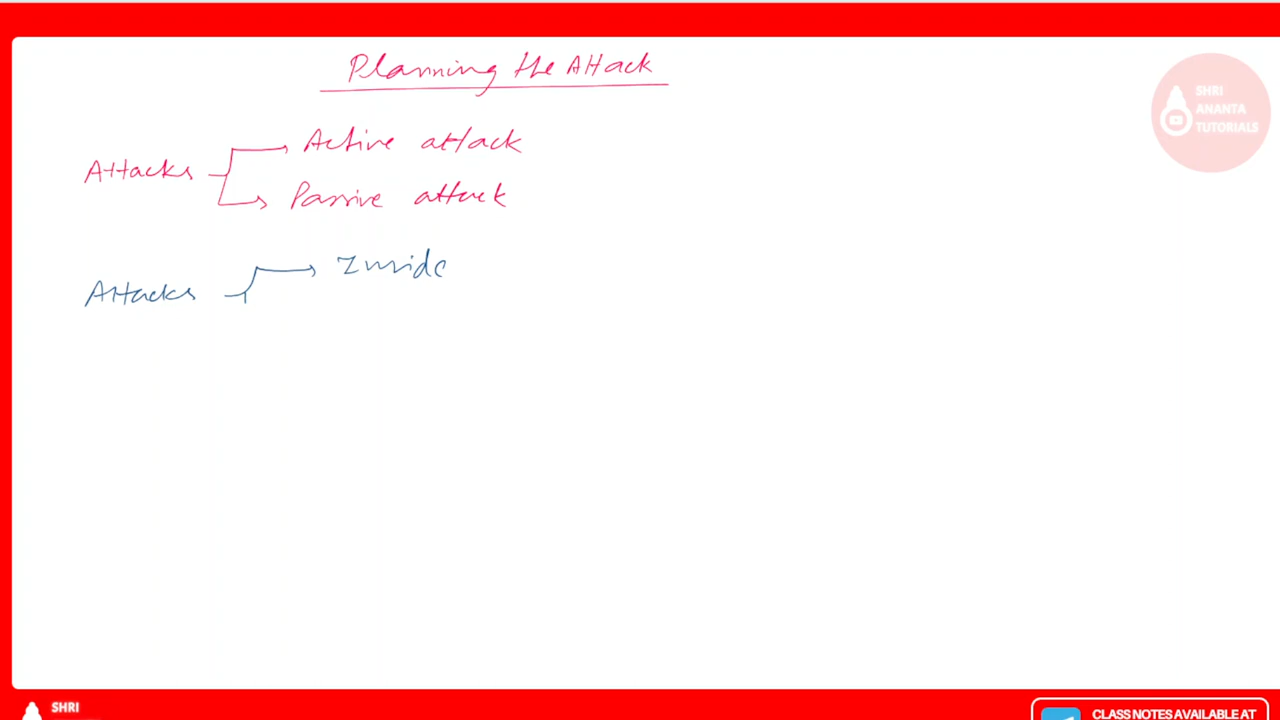 Planning the Attack
SHRI
ANANTA
TUTORIALS
Active attack
Attacks
Passive attack
Inside
Attacks
SHRI
CLASS NOTES AVAILABLE AT